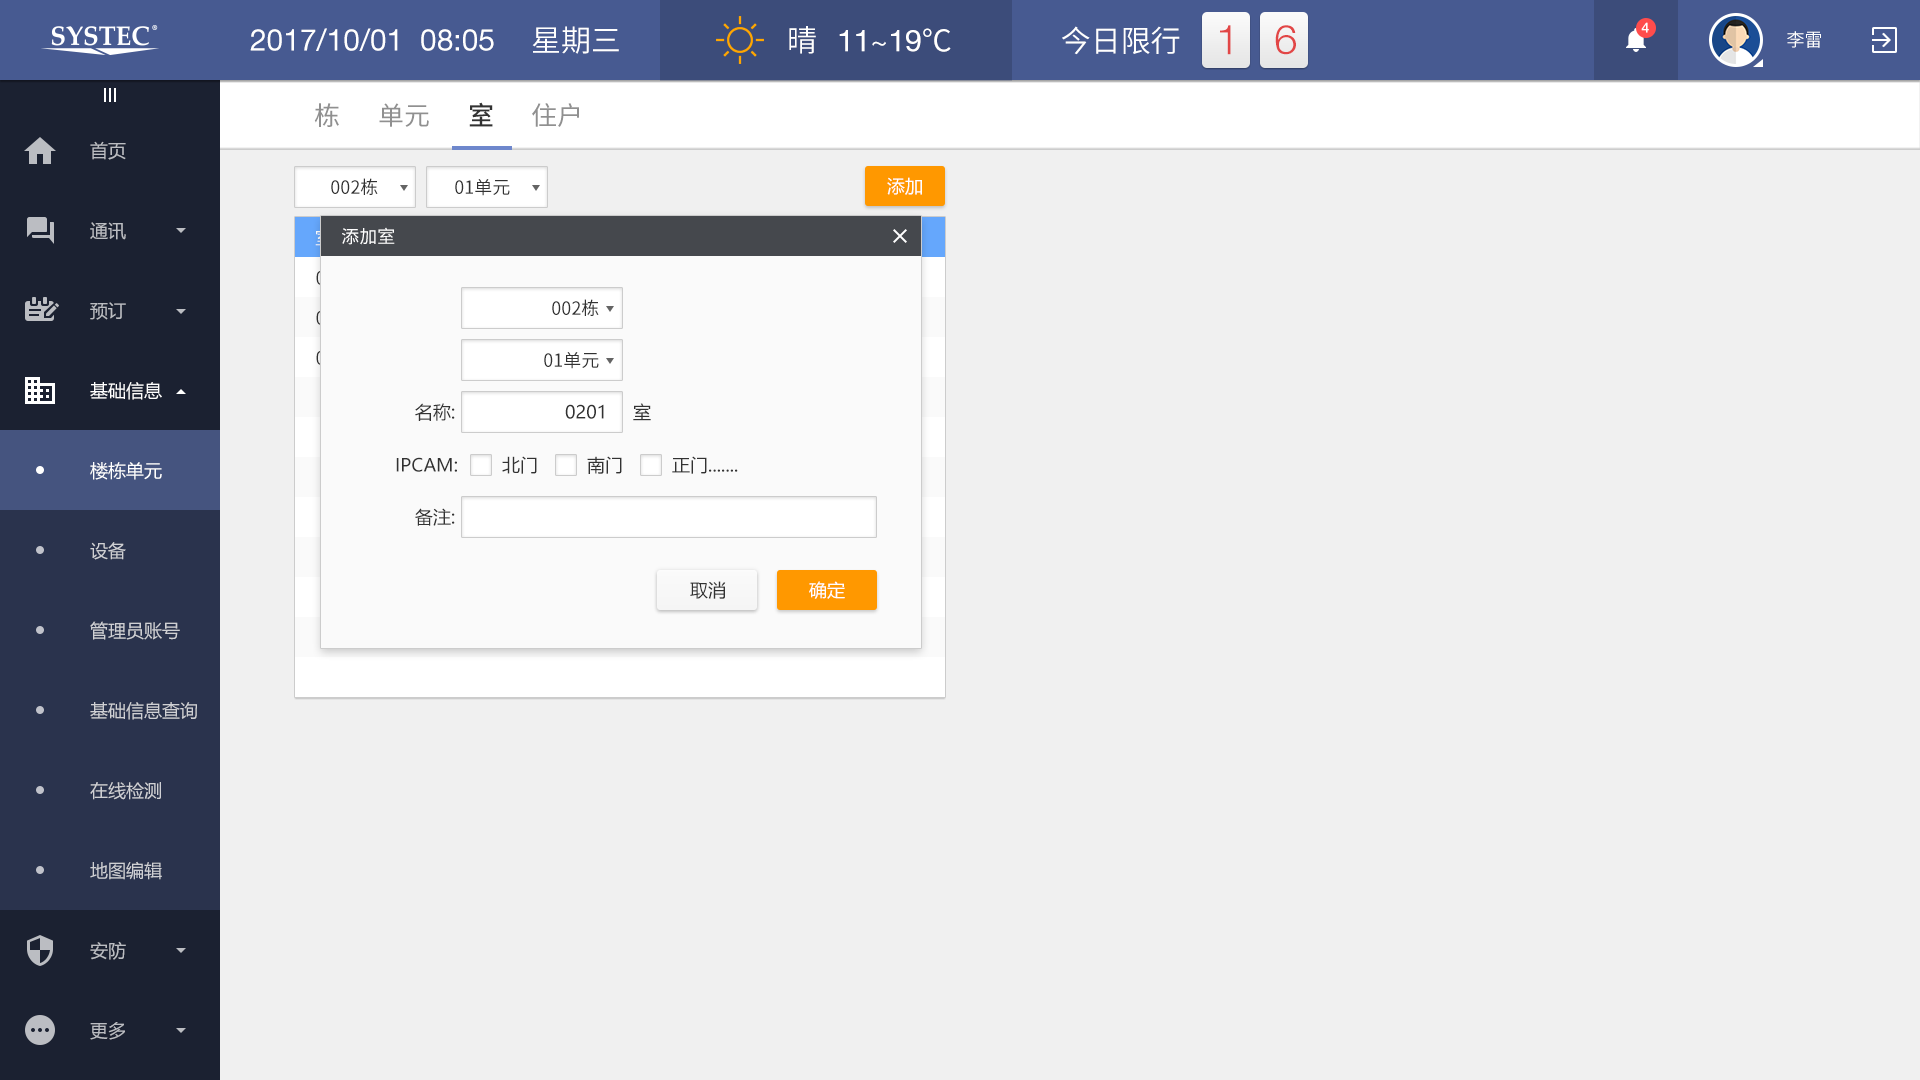 SYSTEC®
2017/10/01 08:05 星期三
晴 11~19℃
今日限行 1 6
4
李雷
首页
通讯
预订
基础信息
楼栋单元
设备
管理员账号
基础信息查询
在线检测
地图编辑
安防
更多
栋 单元 室 住户
002栋 01单元 添加
添加室
002栋
01单元
名称: 0201 室
IPCAM: 北门 南门 正门.......
备注:
取消 确定